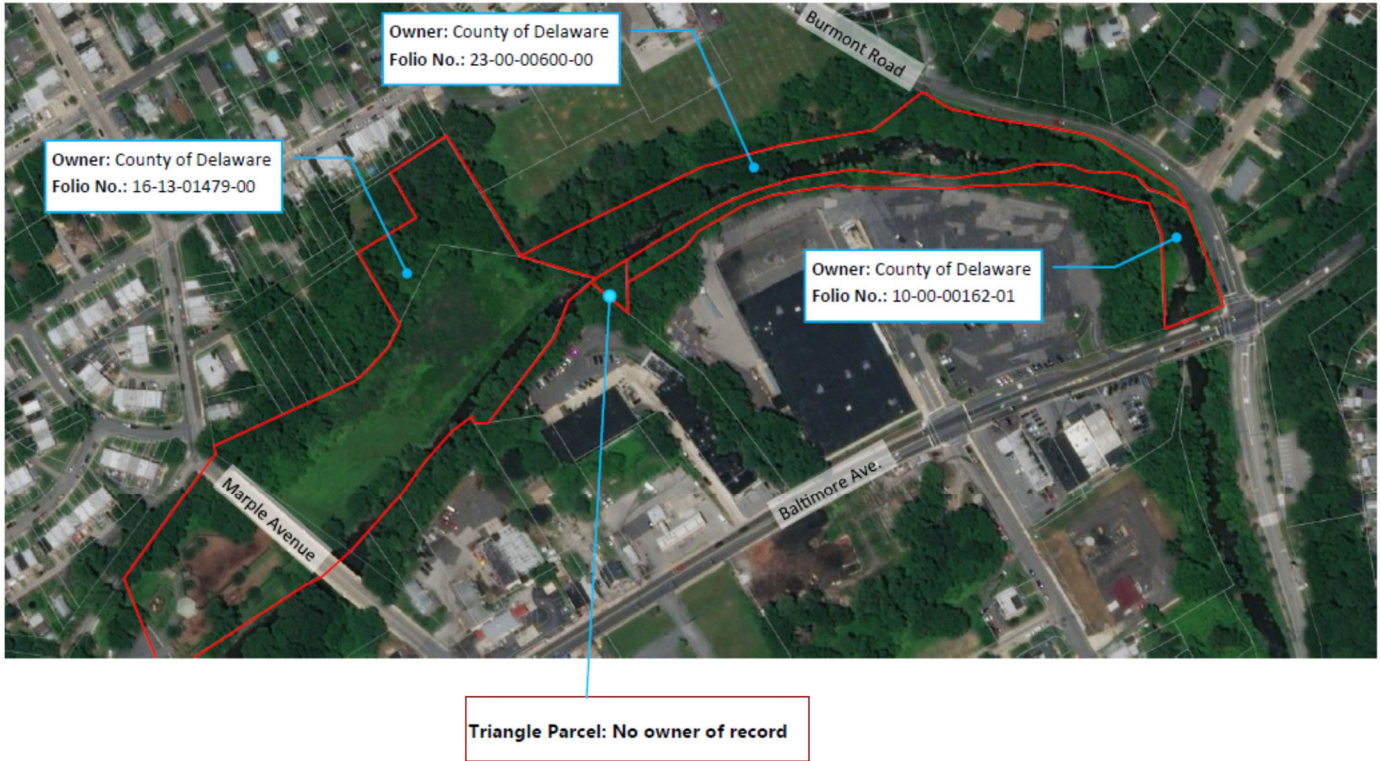 Owner: County of Delaware
Folio No.: 23-00-00600-00
Burmont Road
Owner: County of Delaware
Folio No.: 16-13-01479-00
Owner: County of Delaware
Folio No.: 10-00-00162-01
Marple Avenue
Baltimore Ave.
Triangle Parcel: No owner of record